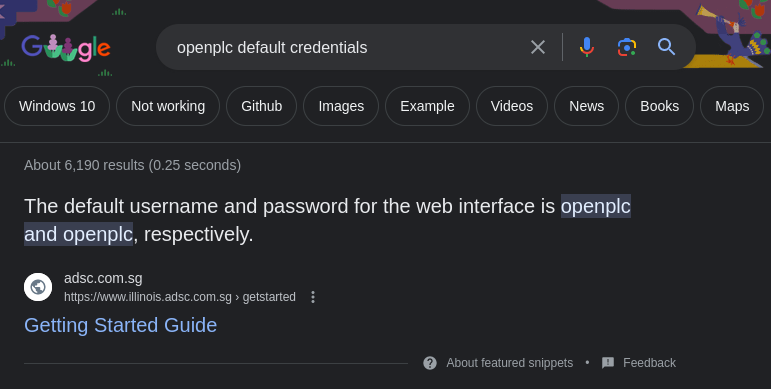 Google
openplc default credentials
Windows 10 Not working Github Images Example Videos News Books Maps
About 6,190 results (0.25 seconds)
The default username and password for the web interface is openplc
and openplc, respectively.
adsc.com.sg
https://www.illinois.adsc.com.sg › getstarted
Getting Started Guide
About featured snippets • Feedback